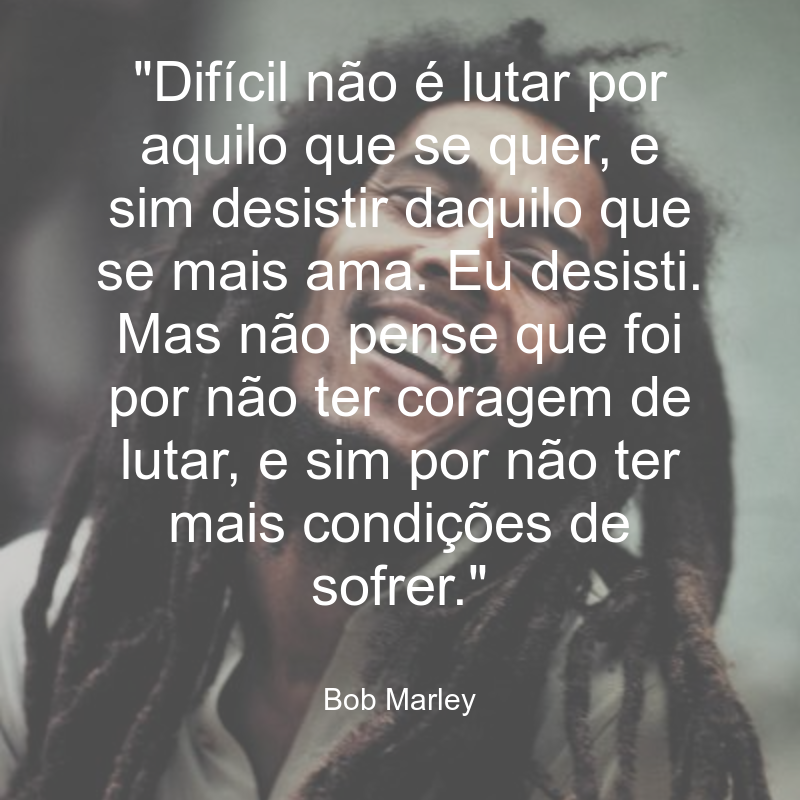 "Difícil não é lutar por
aquilo que se quer, e
sim desistir daquilo que
se mais ama. Eu desisti.
Mas não pense que foi
por não ter coragem de
lutar, e sim por não ter
mais condições de
sofrer."
Bob Marley